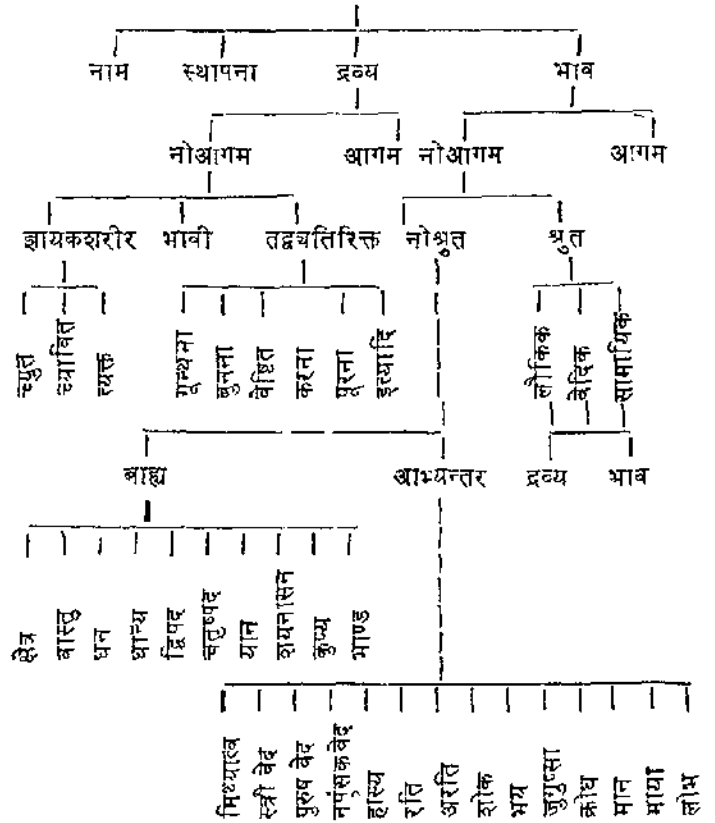 नाम स्थापना द्रव्य भाव
नोआगम आगम नोआगम आगम
ज्ञायकशरीर भावी तद्व्यतिरिक्त नोश्रुत श्रुत
च्युत
च्यावित
त्यक्त
गून्थना
बुनना
वेष्टित
करना
पूरना
इत्यादि
लौकिक
वैदिक
सामायिक
बाह्य आभ्यन्तर द्रव्य भाव
क्षेत्र
वास्तु
धन
धान्य
द्विपद
चतुष्पद
यान
शयनासन
कुप्य
भाण्ड
मिथ्यात्व
स्त्री वेद
पुरुष वेद
नपुंसकवेद
हास्य
रति
अरति
शोक
भय
जुगुप्सा
क्रोध
मान
माया
लोभ